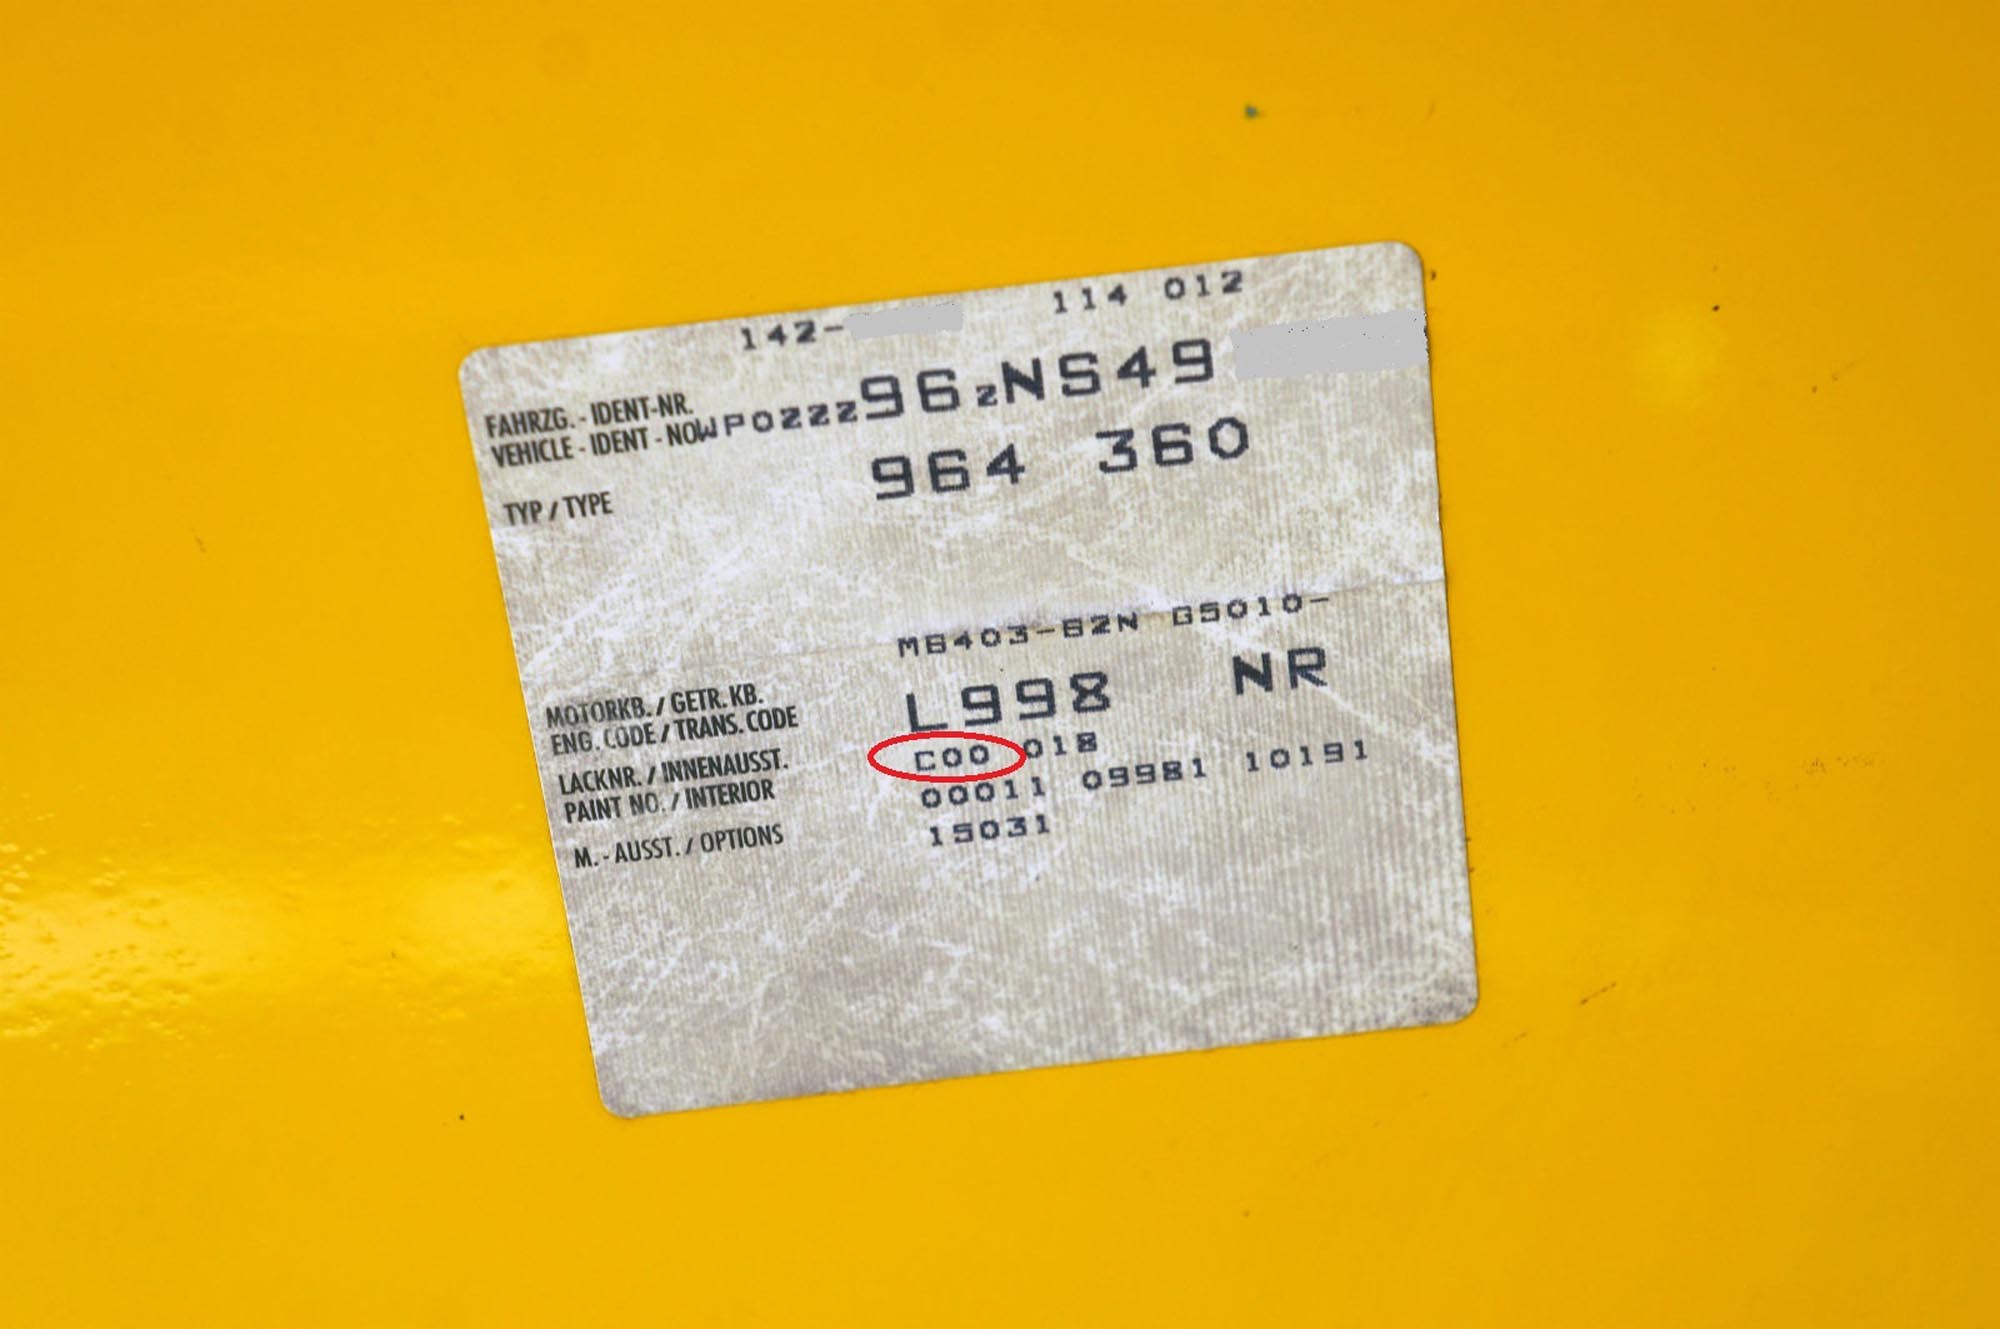 142- 114 012
FAHRZG. - IDENT-NR.
VEHICLE - IDENT - NO WP0ZZZ96ZNS49
964 360
TYP / TYPE
M6403-62N G5010-
MOTORKB. / GETR. KB.
ENG. CODE / TRANS. CODE L998 NR
LACKNR. / INNENAUSST. C00 018
PAINT NO. / INTERIOR 00011 09981 10191
M. - AUSST. / OPTIONS 15031